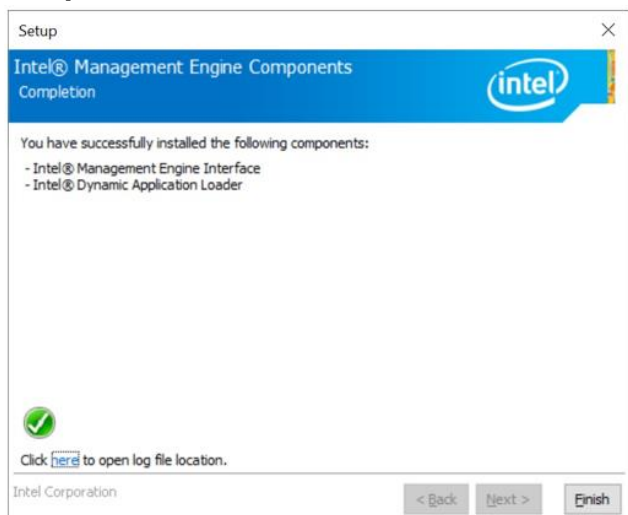 Setup
Intel® Management Engine Components
Completion
intel
You have successfully installed the following components:
- Intel® Management Engine Interface
- Intel® Dynamic Application Loader
Click here to open log file location.
Intel Corporation
< Back
Next >
Finish